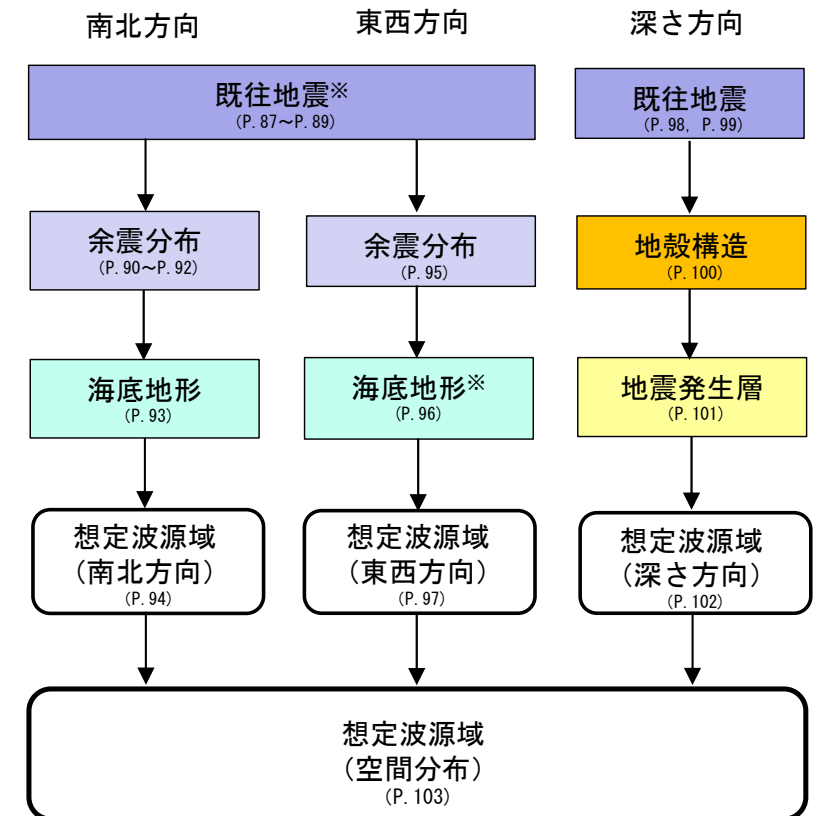 南北方向
東西方向
深さ方向
既往地震※
(P. 87～P. 89)
既往地震
(P. 98, P. 99)
余震分布
(P. 90～P. 92)
余震分布
(P. 95)
地殻構造
(P. 100)
海底地形
(P. 93)
海底地形※
(P. 96)
地震発生層
(P. 101)
想定波源域
(南北方向)
(P. 94)
想定波源域
(東西方向)
(P. 97)
想定波源域
(深さ方向)
(P. 102)
想定波源域
(空間分布)
(P. 103)